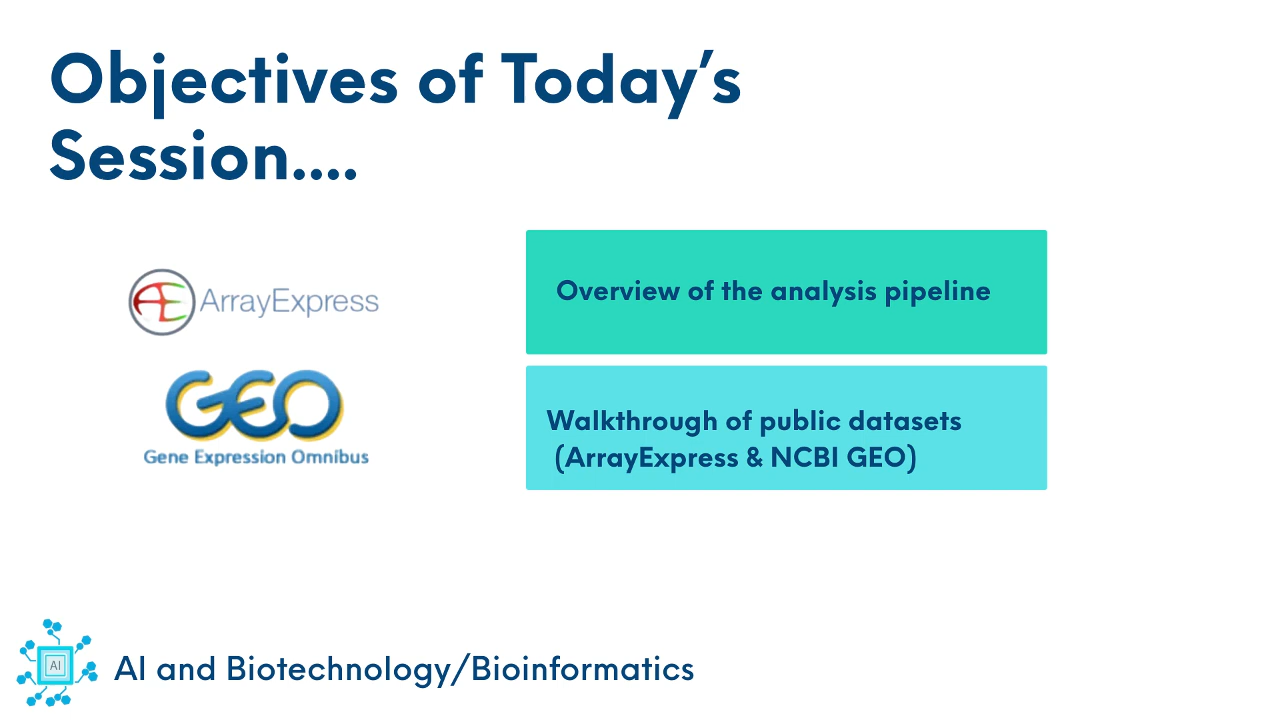 Objectives of Today’s
Session....
ArrayExpress
GEO
Gene Expression Omnibus
Overview of the analysis pipeline
Walkthrough of public datasets
(ArrayExpress & NCBI GEO)
AI
AI and Biotechnology/Bioinformatics